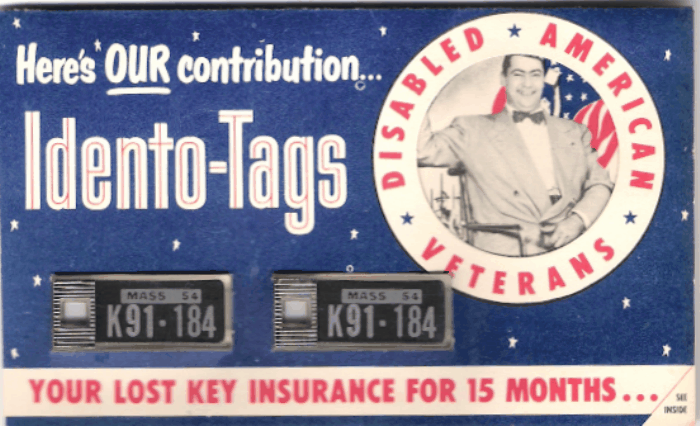 Here's OUR contribution...
Idento-Tags
DISABLED AMERICAN
VETERANS
MASS 54
K91·184
MASS 54
K91·184
YOUR LOST KEY INSURANCE FOR 15 MONTHS...
SEE
INSIDE